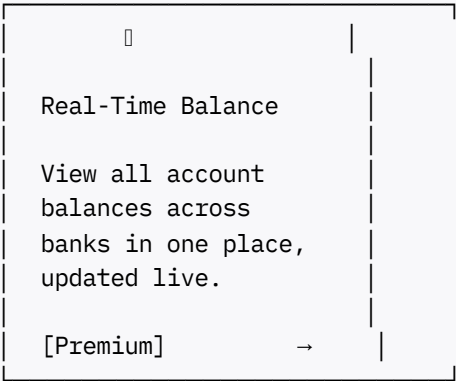 Real-Time Balance
View all account
balances across
banks in one place,
updated live.
[Premium] →